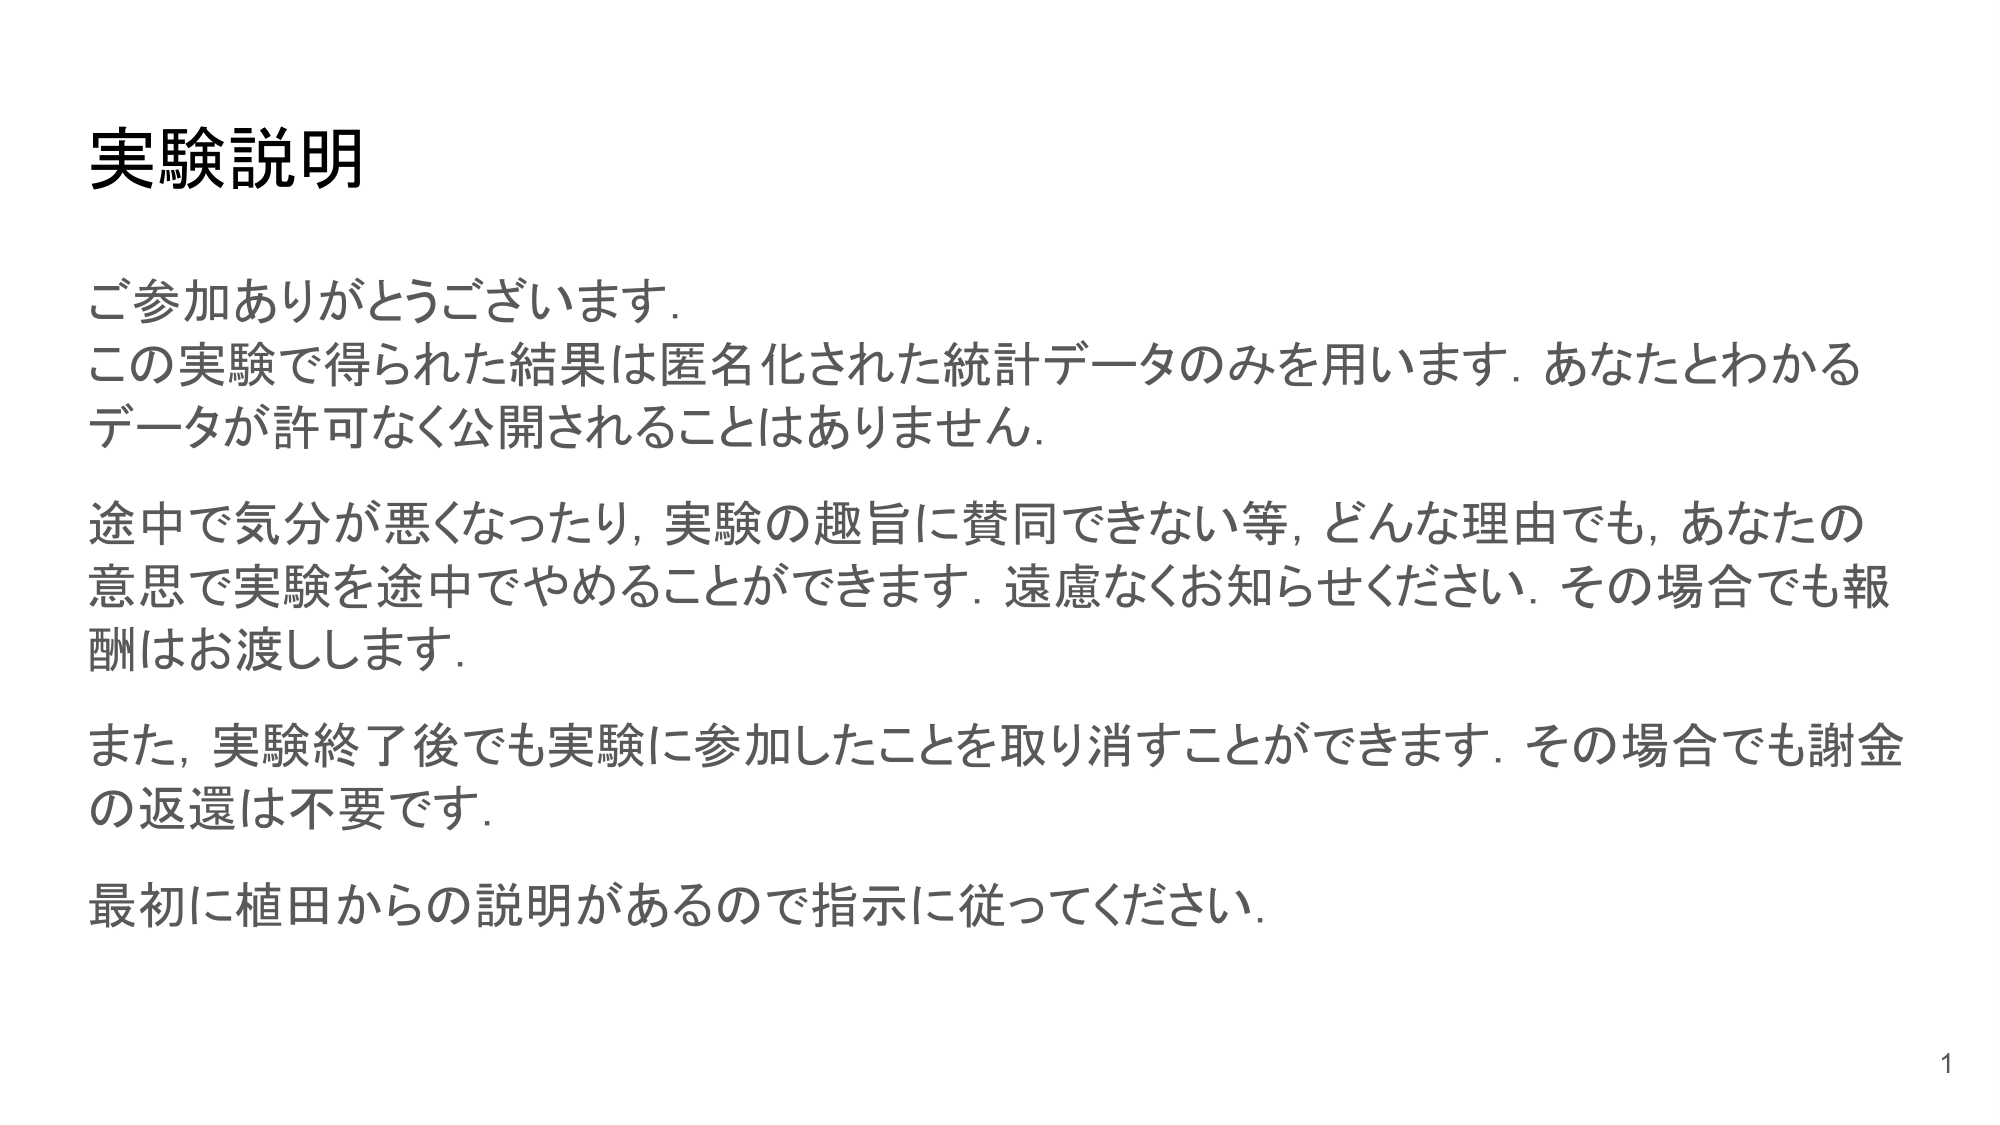 実験説明
ご参加ありがとうございます.
この実験で得られた結果は匿名化された統計データのみを用います. あなたとわかる
データが許可なく公開されることはありません.
途中で気分が悪くなったり, 実験の趣旨に賛同できない等, どんな理由でも, あなたの
意思で実験を途中でやめることができます. 遠慮なくお知らせください. その場合でも報
酬はお渡しします.
また, 実験終了後でも実験に参加したことを取り消すことができます. その場合でも謝金
の返還は不要です.
最初に植田からの説明があるので指示に従ってください.
1